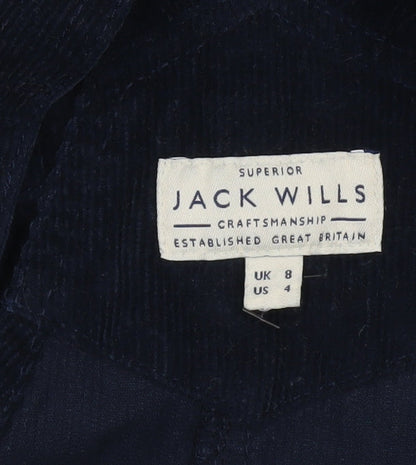 SUPERIOR
JACK WILLS
CRAFTSMANSHIP
ESTABLISHED GREAT BRITAIN
UK 8
US 4